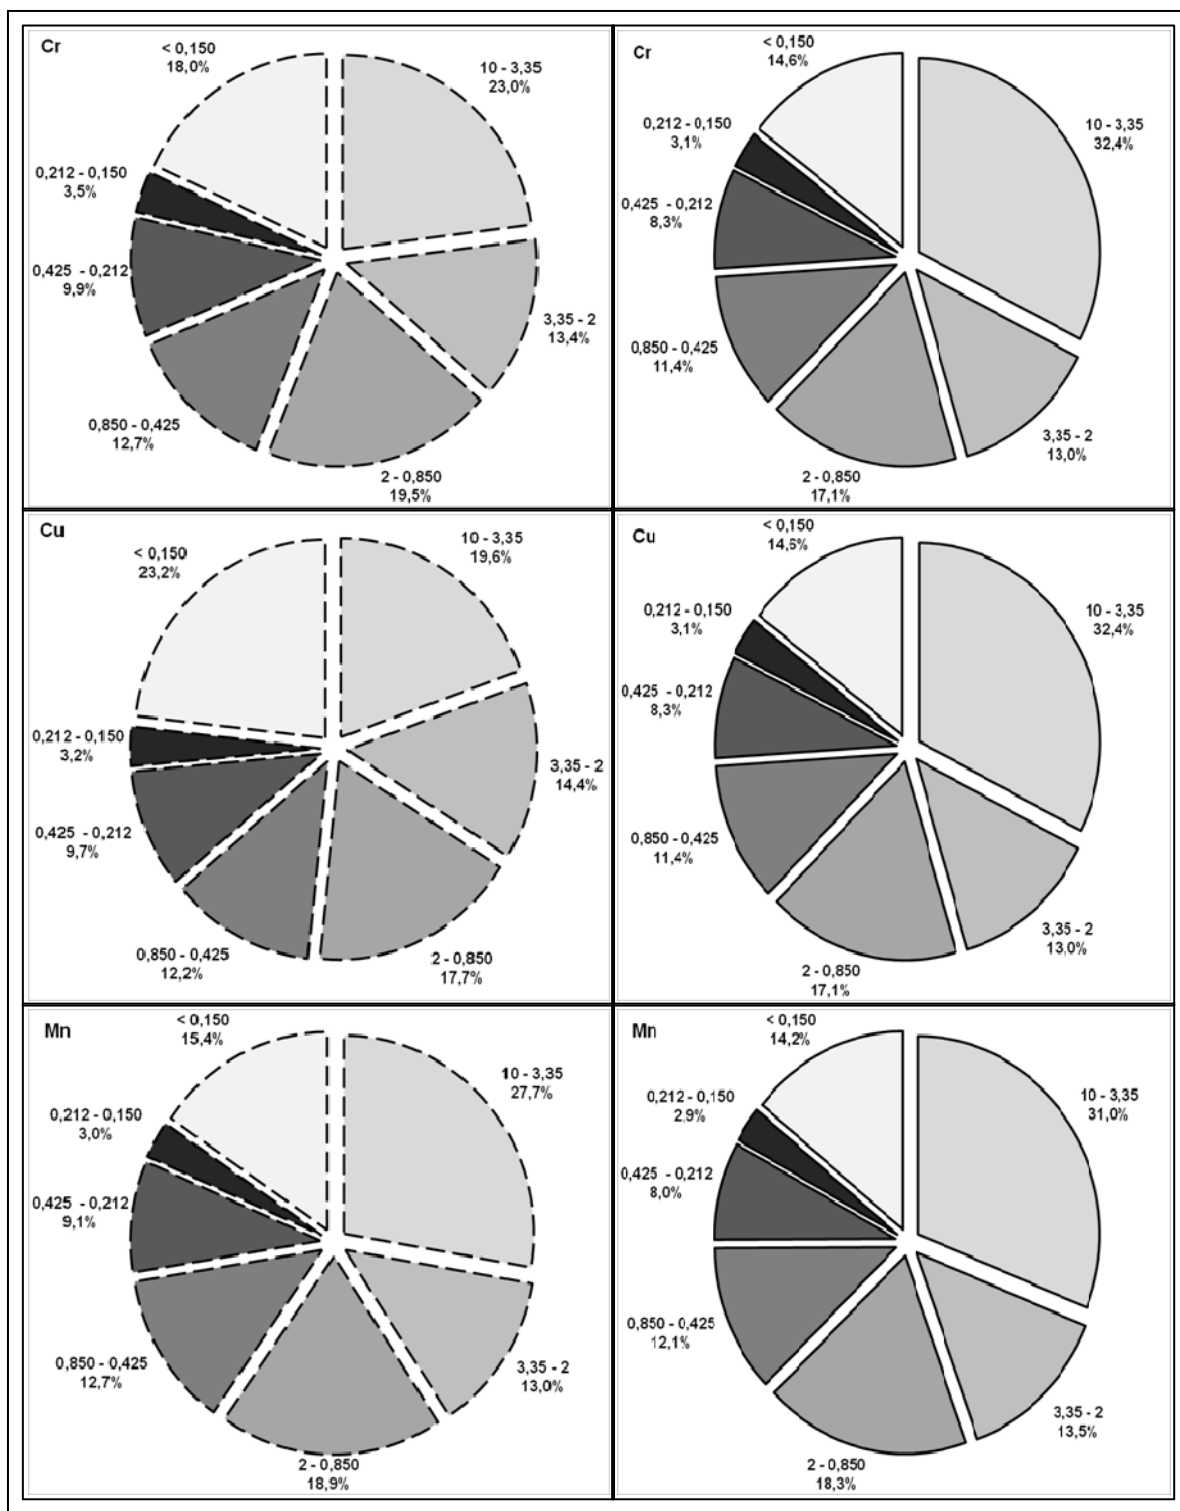 Cr
< 0,150
18,0%
10 - 3,35
23,0%
0,212 - 0,150
3,5%
0,425 - 0,212
9,9%
3,35 - 2
13,4%
0,850 - 0,425
12,7%
2 - 0,850
19,5%
Cr
< 0,150
14,6%
10 - 3,35
32,4%
0,212 - 0,150
3,1%
0,425 - 0,212
8,3%
0,850 - 0,425
11,4%
3,35 - 2
13,0%
2 - 0,850
17,1%
Cu
< 0,150
23,2%
10 - 3,35
19,6%
0,212 - 0,150
3,2%
3,35 - 2
14,4%
0,425 - 0,212
9,7%
0,850 - 0,425
12,2%
2 - 0,850
17,7%
Cu
< 0,150
14,6%
10 - 3,35
32,4%
0,212 - 0,150
3,1%
0,425 - 0,212
8,3%
0,850 - 0,425
11,4%
3,35 - 2
13,0%
2 - 0,850
17,1%
Mn
< 0,150
15,4%
10 - 3,35
27,7%
0,212 - 0,150
3,0%
0,425 - 0,212
9,1%
0,850 - 0,425
12,7%
3,35 - 2
13,0%
2 - 0,850
18,9%
Mn
< 0,150
14,2%
10 - 3,35
31,0%
0,212 - 0,150
2,9%
0,425 - 0,212
8,0%
0,850 - 0,425
12,1%
3,35 - 2
13,5%
2 - 0,850
18,3%